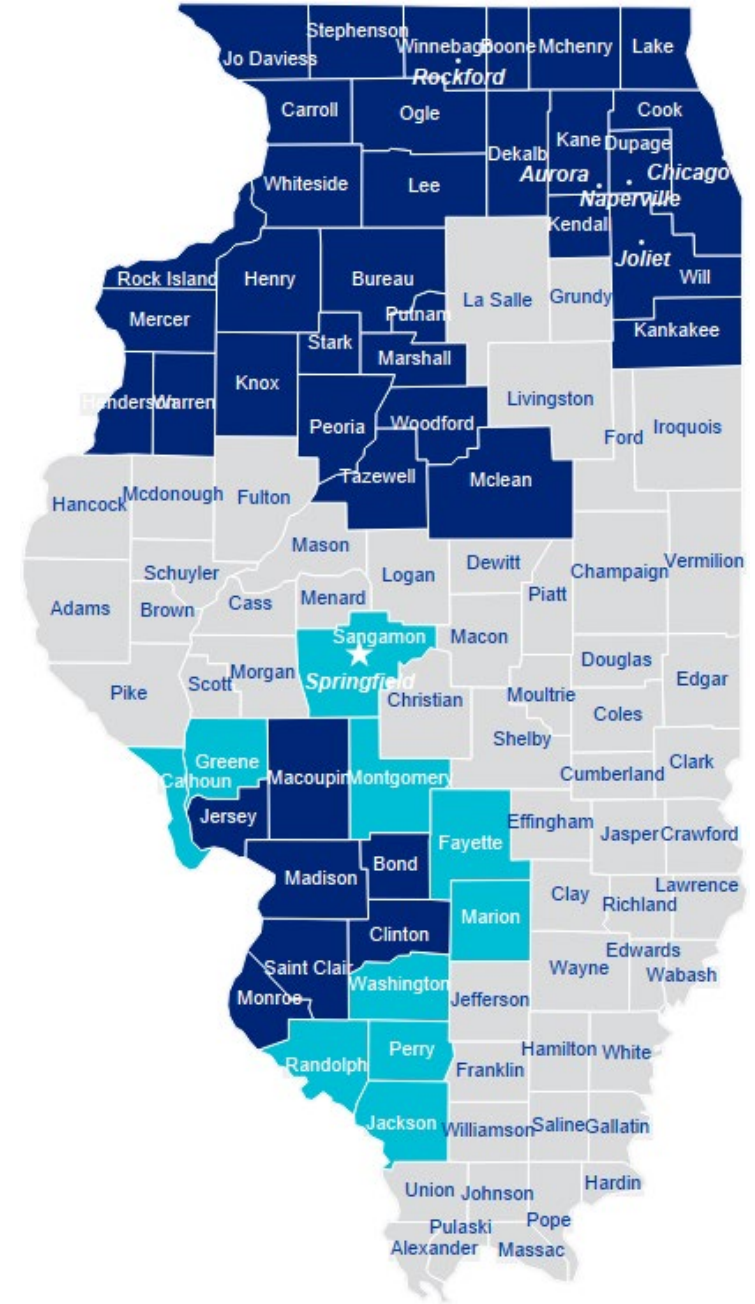 Stephenson
Jo Daviess
Winnebago
Boone
Mchenry
Lake
Rockford
Carroll
Ogle
Dekalb
Kane
Dupage
Cook
Aurora
Chicago
Naperville
Whiteside
Lee
Kendall
Joliet
Will
Rock Island
Henry
Bureau
La Salle
Grundy
Mercer
Putnam
Kankakee
Stark
Marshall
Henderson
Warren
Knox
Peoria
Woodford
Livingston
Ford
Iroquois
Tazewell
Mclean
Hancock
Mcdonough
Fulton
Mason
Schuyler
Logan
Dewitt
Champaign
Vermilion
Adams
Brown
Cass
Menard
Piatt
Sangamon
Macon
Springfield
Pike
Scott
Morgan
Christian
Moultrie
Douglas
Edgar
Shelby
Coles
Greene
Calhoun
Macoupin
Montgomery
Cumberland
Clark
Jersey
Fayette
Effingham
Jasper
Crawford
Madison
Bond
Marion
Clay
Richland
Lawrence
Clinton
Saint Clair
Monroe
Washington
Jefferson
Wayne
Edwards
Wabash
Randolph
Perry
Franklin
Hamilton
White
Jackson
Williamson
Saline
Gallatin
Union
Johnson
Hardin
Pulaski
Pope
Alexander
Massac